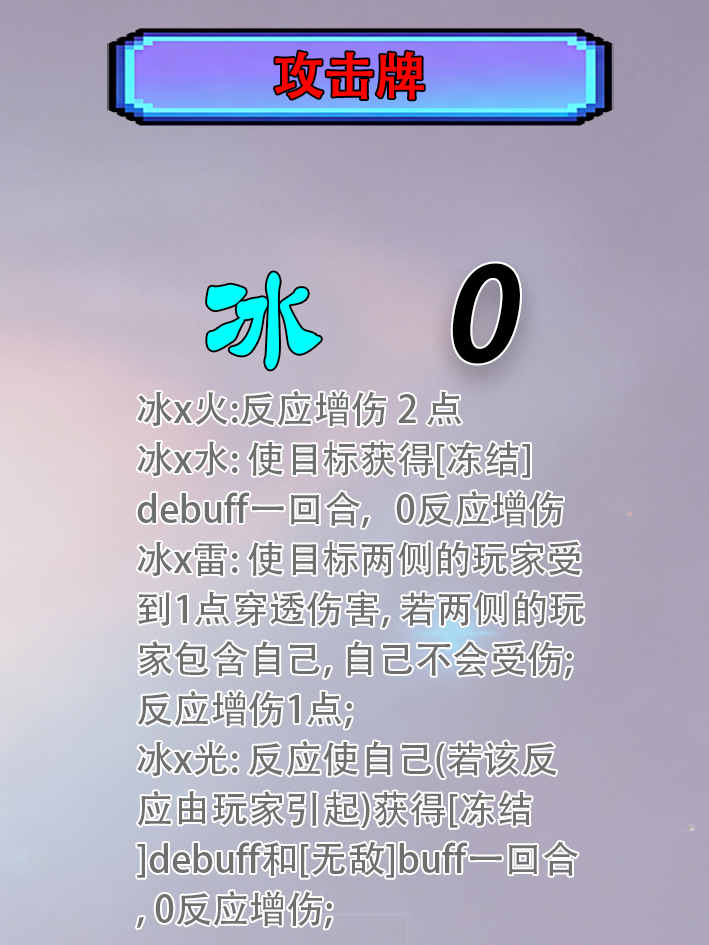 攻击牌
冰 0
冰x火:反应增伤 2 点
冰x水: 使目标获得[冻结]
debuff一回合, 0反应增伤
冰x雷: 使目标两侧的玩家受
到1点穿透伤害, 若两侧的玩
家包含自己, 自己不会受伤;
反应增伤1点;
冰x光: 反应使自己(若该反
应由玩家引起)获得[冻结
]debuff和[无敌]buff一回合
, 0反应增伤;